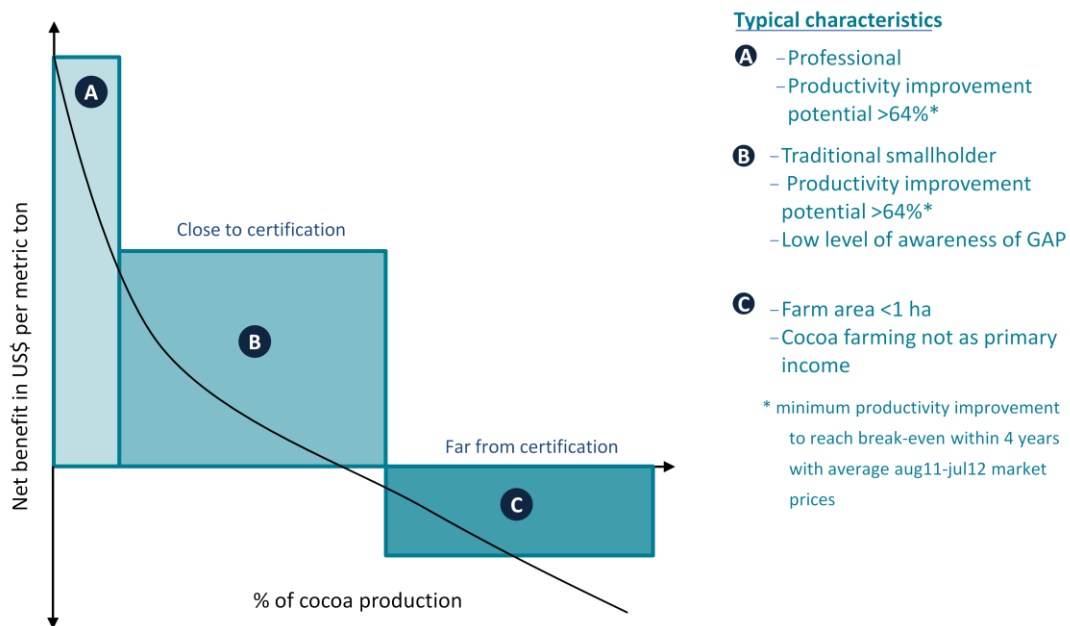 Net benefit in US$ per metric ton
A
Close to certification
B
Far from certification
C
% of cocoa production
Typical characteristics
A
–Professional
–Productivity improvement
potential >64%*
B
–Traditional smallholder
– Productivity improvement
potential >64%*
–Low level of awareness of GAP
C
–Farm area <1 ha
–Cocoa farming not as primary
income
* minimum productivity improvement
to reach break-even within 4 years
with average aug11-jul12 market
prices